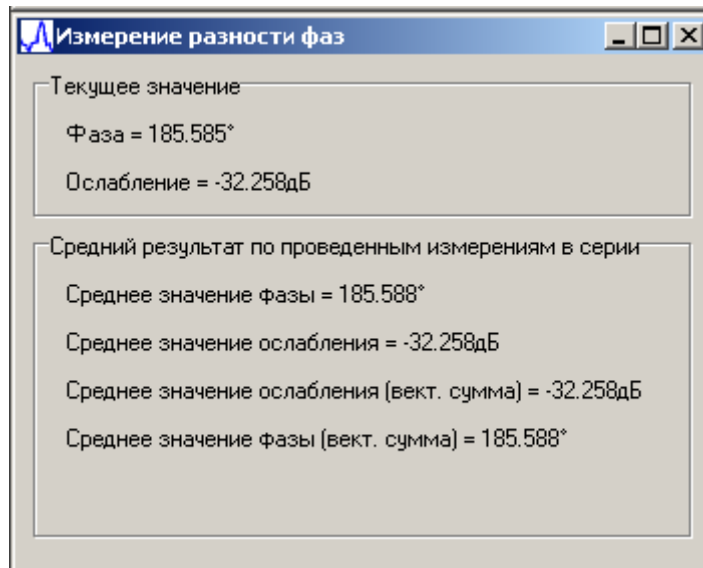 Измерение разности фаз
Текущее значение
Фаза = 185.585°
Ослабление = -32.258дБ
Средний результат по проведенным измерениям в серии
Среднее значение фазы = 185.588°
Среднее значение ослабления = -32.258дБ
Среднее значение ослабления (вект. сумма) = -32.258дБ
Среднее значение фазы (вект. сумма) = 185.588°